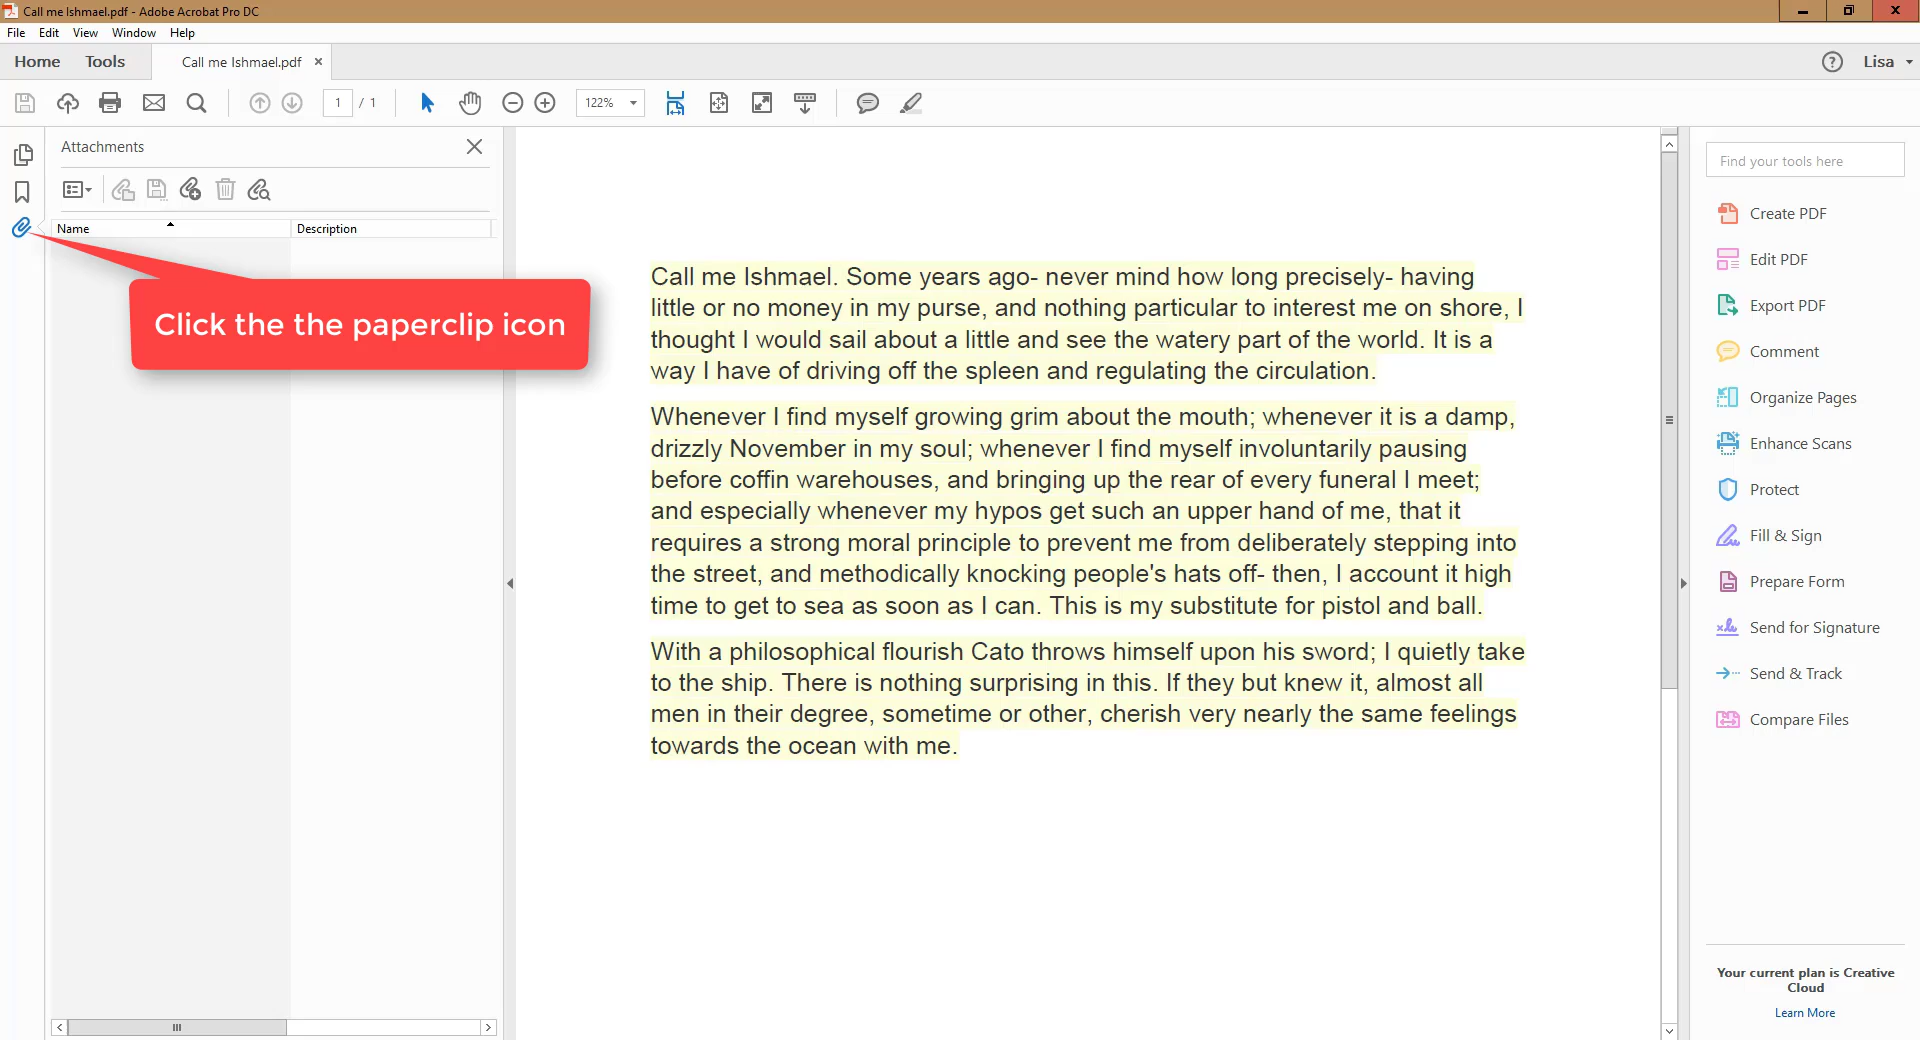 Call me Ishmael.pdf - Adobe Acrobat Pro DC
File Edit View Window Help
Home Tools Call me Ishmael.pdf × ? Lisa
1 / 1 122%
Attachments
Name Description
Click the the paperclip icon
Call me Ishmael. Some years ago- never mind how long precisely- having
little or no money in my purse, and nothing particular to interest me on shore, I
thought I would sail about a little and see the watery part of the world. It is a
way I have of driving off the spleen and regulating the circulation.
Whenever I find myself growing grim about the mouth; whenever it is a damp,
drizzly November in my soul; whenever I find myself involuntarily pausing
before coffin warehouses, and bringing up the rear of every funeral I meet;
and especially whenever my hypos get such an upper hand of me, that it
requires a strong moral principle to prevent me from deliberately stepping into
the street, and methodically knocking people's hats off- then, I account it high
time to get to sea as soon as I can. This is my substitute for pistol and ball.
With a philosophical flourish Cato throws himself upon his sword; I quietly take
to the ship. There is nothing surprising in this. If they but knew it, almost all
men in their degree, sometime or other, cherish very nearly the same feelings
towards the ocean with me.
Find your tools here
Create PDF
Edit PDF
Export PDF
Comment
Organize Pages
Enhance Scans
Protect
Fill & Sign
Prepare Form
Send for Signature
Send & Track
Compare Files
Your current plan is Creative
Cloud
Learn More